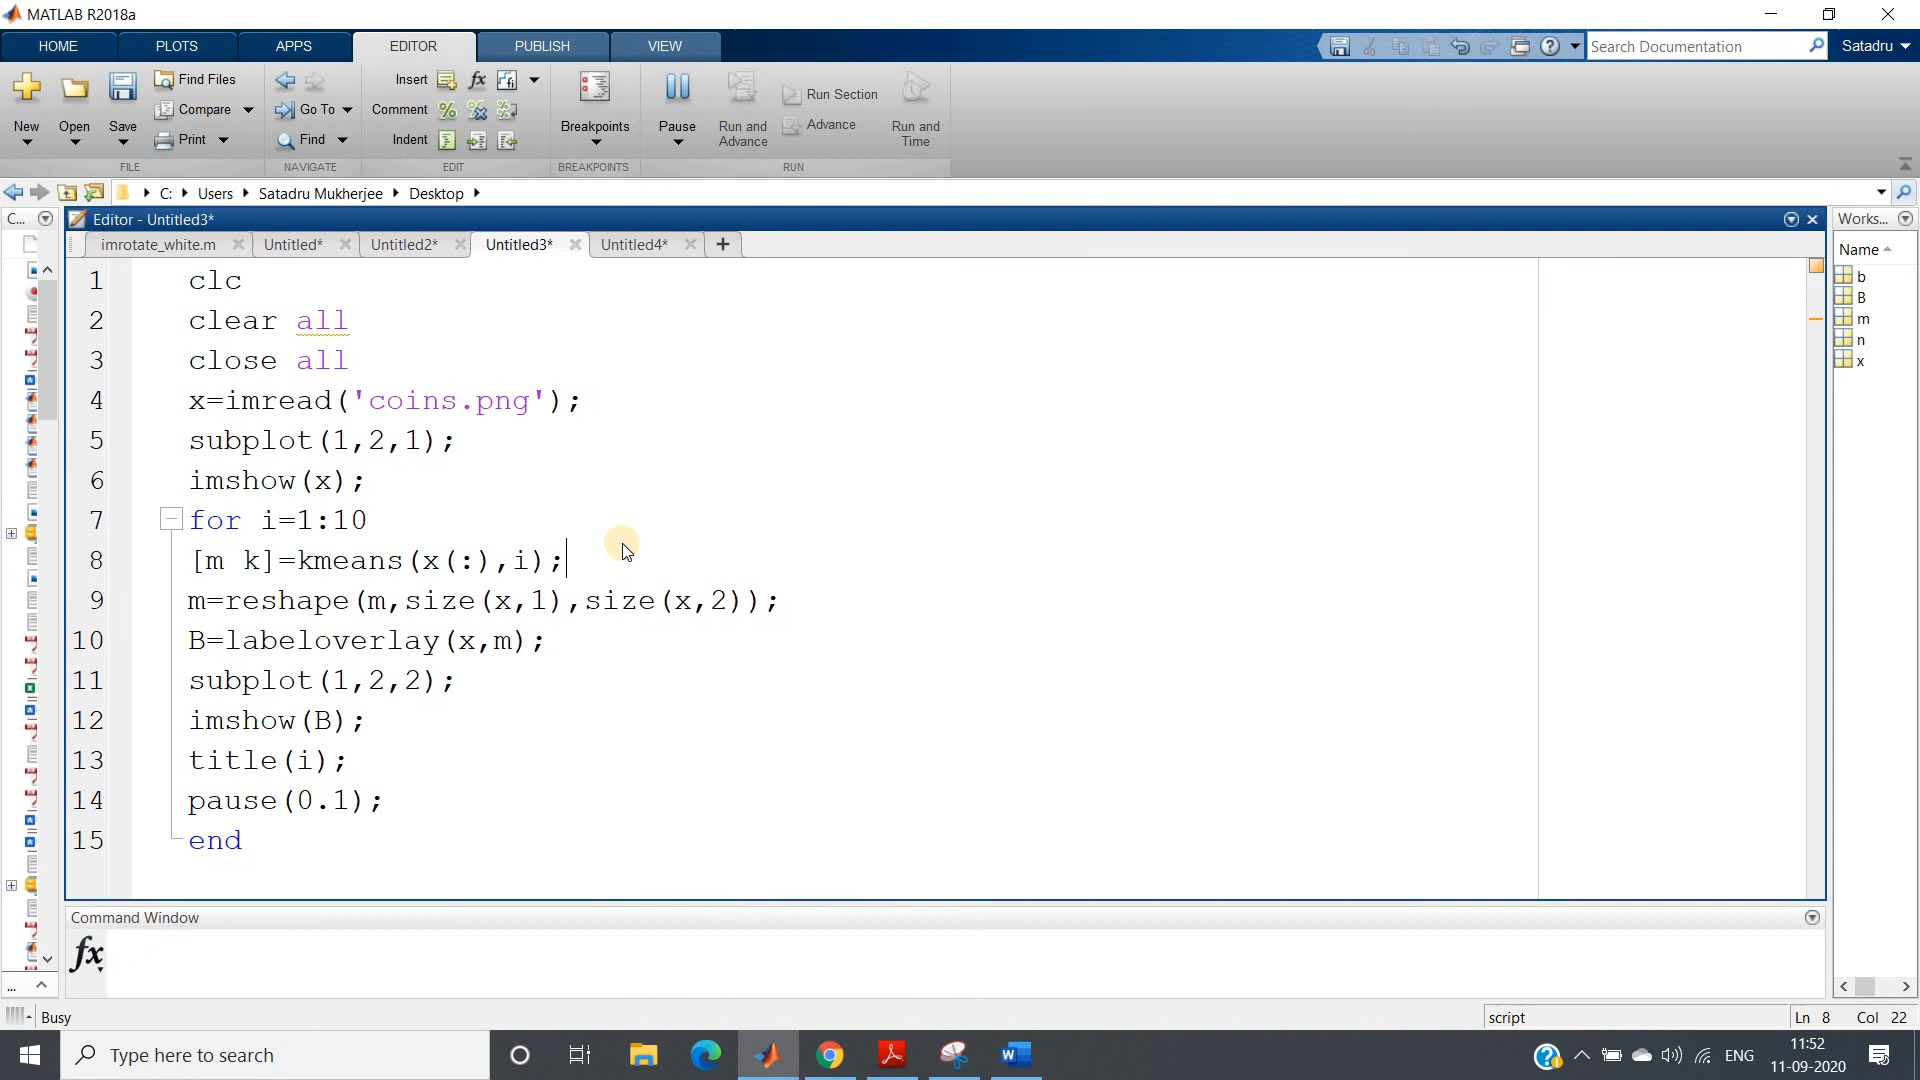 MATLAB R2018a
HOME PLOTS APPS EDITOR PUBLISH VIEW Search Documentation Satadru
Find Files Insert fx Run Section
Compare Go To Comment Advance
New Open Save Print Find Indent Breakpoints Pause Run and Advance Run and Time
FILE NAVIGATE EDIT BREAKPOINTS RUN
C: Users Satadru Mukherjee Desktop
C... Editor - Untitled3* Works...
imrotate_white.m Untitled* Untitled2* Untitled3* Untitled4* +
Name
b
B
m
n
x
1 clc
2 clear all
3 close all
4 x=imread('coins.png');
5 subplot(1,2,1);
6 imshow(x);
7 for i=1:10
8 [m k]=kmeans(x(:),i);
9 m=reshape(m,size(x,1),size(x,2));
10 B=labeloverlay(x,m);
11 subplot(1,2,2);
12 imshow(B);
13 title(i);
14 pause(0.1);
15 end
Command Window
fx
...
Busy script Ln 8 Col 22
Type here to search ENG 11:52
11-09-2020